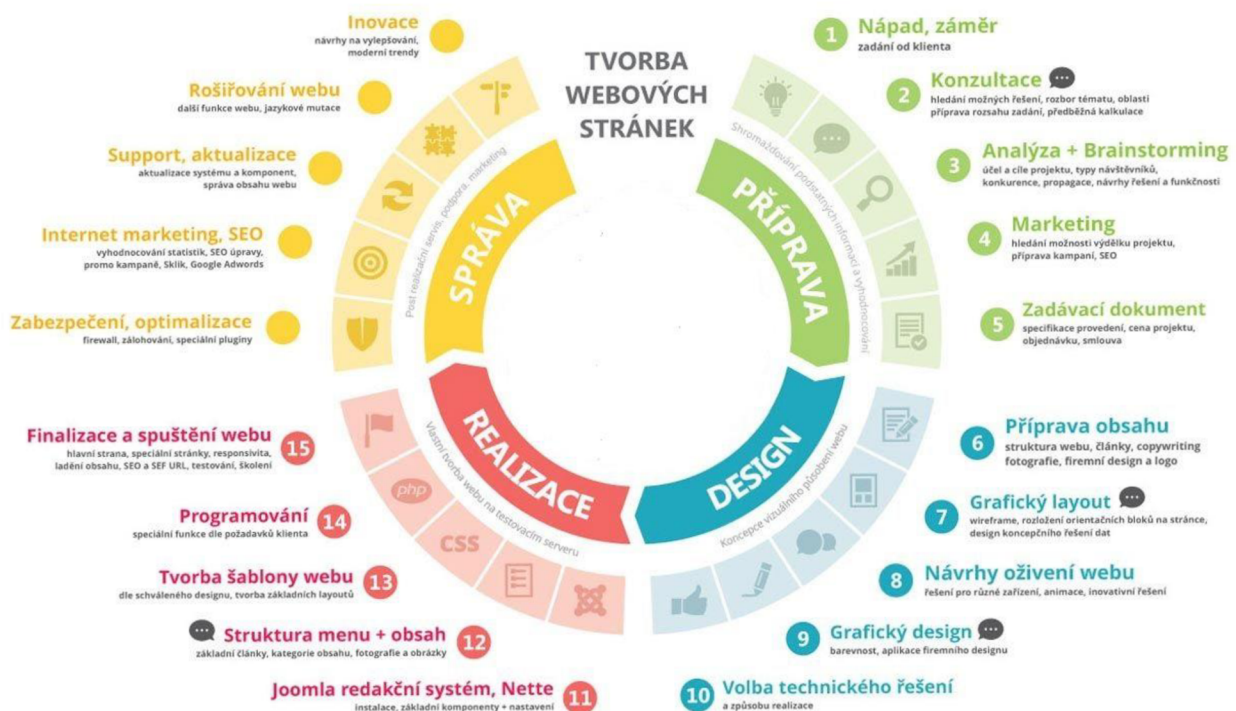 TVORBA
WEBOVÝCH
STRÁNEK
1
Nápad, záměr
zadání od klienta
2
Konzultace
hledání možných řešení, rozbor tématu, oblasti
příprava rozsahu zadání, předběžná kalkulace
3
Analýza + Brainstorming
účel a cíle projektu, typy návštěvníků,
konkurence, propagace, návrhy řešení a funkčnosti
4
Marketing
hledání možnosti výdělku projektu,
příprava kampaní, SEO
5
Zadávací dokument
specifikace provedení, cena projektu,
objednávku, smlouva
PŘÍPRAVA
Shromažďování podstatných informací a vyhodnocování
6
Příprava obsahu
struktura webu, články, copywriting
fotografie, firemní design a logo
7
Grafický layout
wireframe, rozložení orientačních bloků na stránce,
design koncepčního řešení dat
8
Návrhy oživení webu
řešení pro různé zařízení, animace, inovativní řešení
9
Grafický design
barevnost, aplikace firemního designu
10
Volba technického řešení
a způsobu realizace
DESIGN
Koncepce vizuálního působení webu
11
Joomla redakční systém, Nette
instalace, základní komponenty + nastavení
12
Struktura menu + obsah
základní články, kategorie obsahu, fotografie a obrázky
13
Tvorba šablony webu
dle schváleného designu, tvorba základních layoutů
14
Programování
speciální funkce dle požadavků klienta
15
Finalizace a spuštění webu
hlavní strana, speciální stránky, responsivita,
ladění obsahu, SEO a SEF URL, testování, školení
REALIZACE
Vlastní tvorba webu na testovacím serveru
CSS
php
Zabezpečení, optimalizace
firewall, zálohování, speciální pluginy
Internet marketing, SEO
vyhodnocování statistik, SEO úpravy,
promo kampaně, Sklik, Google Adwords
Support, aktualizace
aktualizace systému a komponent,
správa obsahu webu
Rošiřování webu
další funkce webu, jazykové mutace
Inovace
návrhy na vylepšování,
moderní trendy
SPRÁVA
Post realizační servis, podpora, marketing